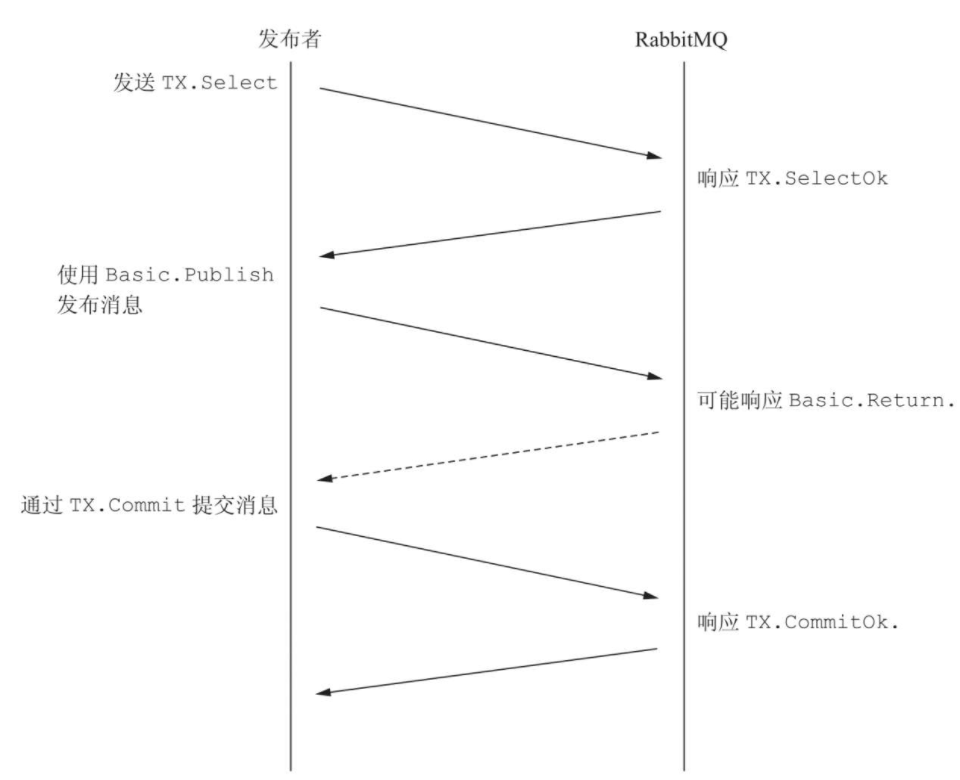 发布者
RabbitMQ
发送 TX.Select
响应 TX.SelectOk
使用 Basic.Publish
发布消息
可能响应 Basic.Return.
通过 TX.Commit 提交消息
响应 TX.CommitOk.